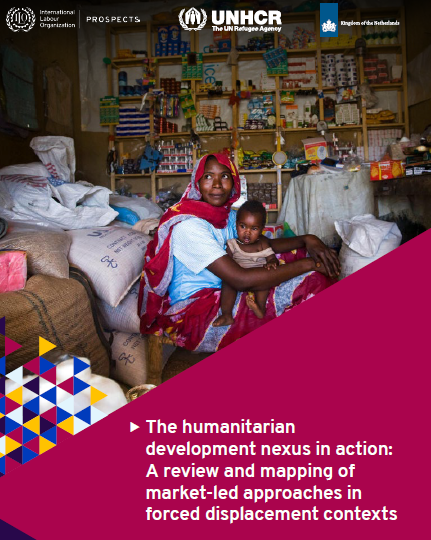 International
Labour
Organization
PROSPECTS
UNHCR
The UN Refugee Agency
Kingdom of the Netherlands
The humanitarian
development nexus in action:
A review and mapping of
market-led approaches in
forced displacement contexts